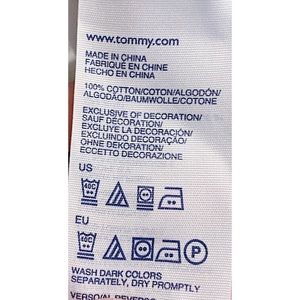 www.tommy.com
MADE IN CHINA
FABRIQUÉ EN CHINE
HECHO EN CHINA
100% COTTON/COTON/ALGODÓN/
ALGODÃO/BAUMWOLLE/COTONE
EXCLUSIVE OF DECORATION/
SAUF DÉCORATION/
EXCLUYE LA DECORACIÓN/
EXCLUINDO DECORAÇÃO/
OHNE DEKORATION/
ECCETTO DECORAZIONE
US
40C
EU
40C
P
WASH DARK COLORS
SEPARATELY, DRY PROMPTLY